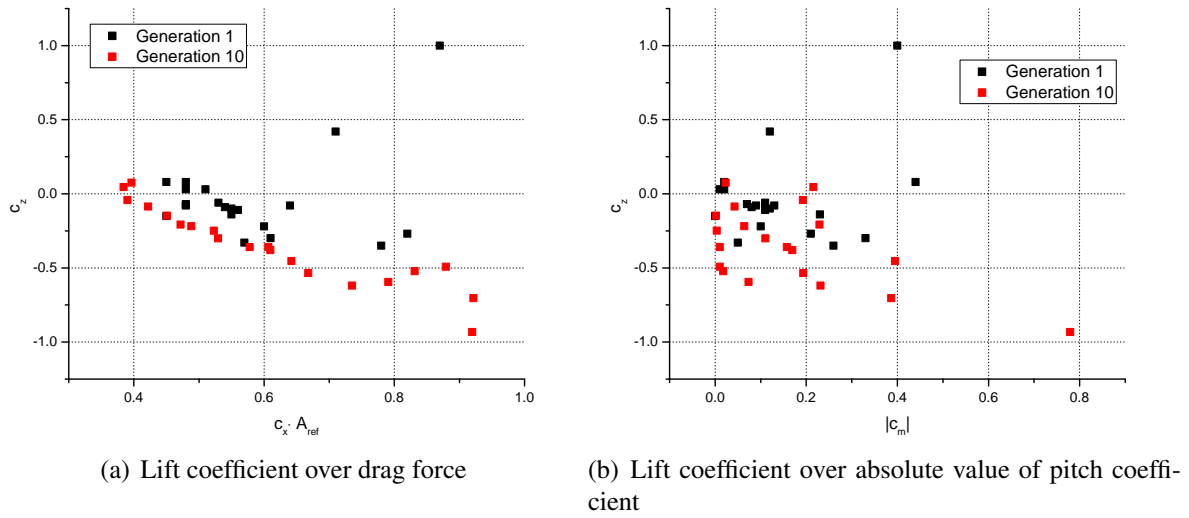 Generation 1
Generation 10
1.0
0.5
0.0
-0.5
-1.0
c_z
0.4 0.6 0.8 1.0
c_x· A_ref
Generation 1
Generation 10
1.0
0.5
0.0
-0.5
-1.0
c_z
0.0 0.2 0.4 0.6 0.8
|c_m|
(a) Lift coefficient over drag force
(b) Lift coefficient over absolute value of pitch coeffi-
cient